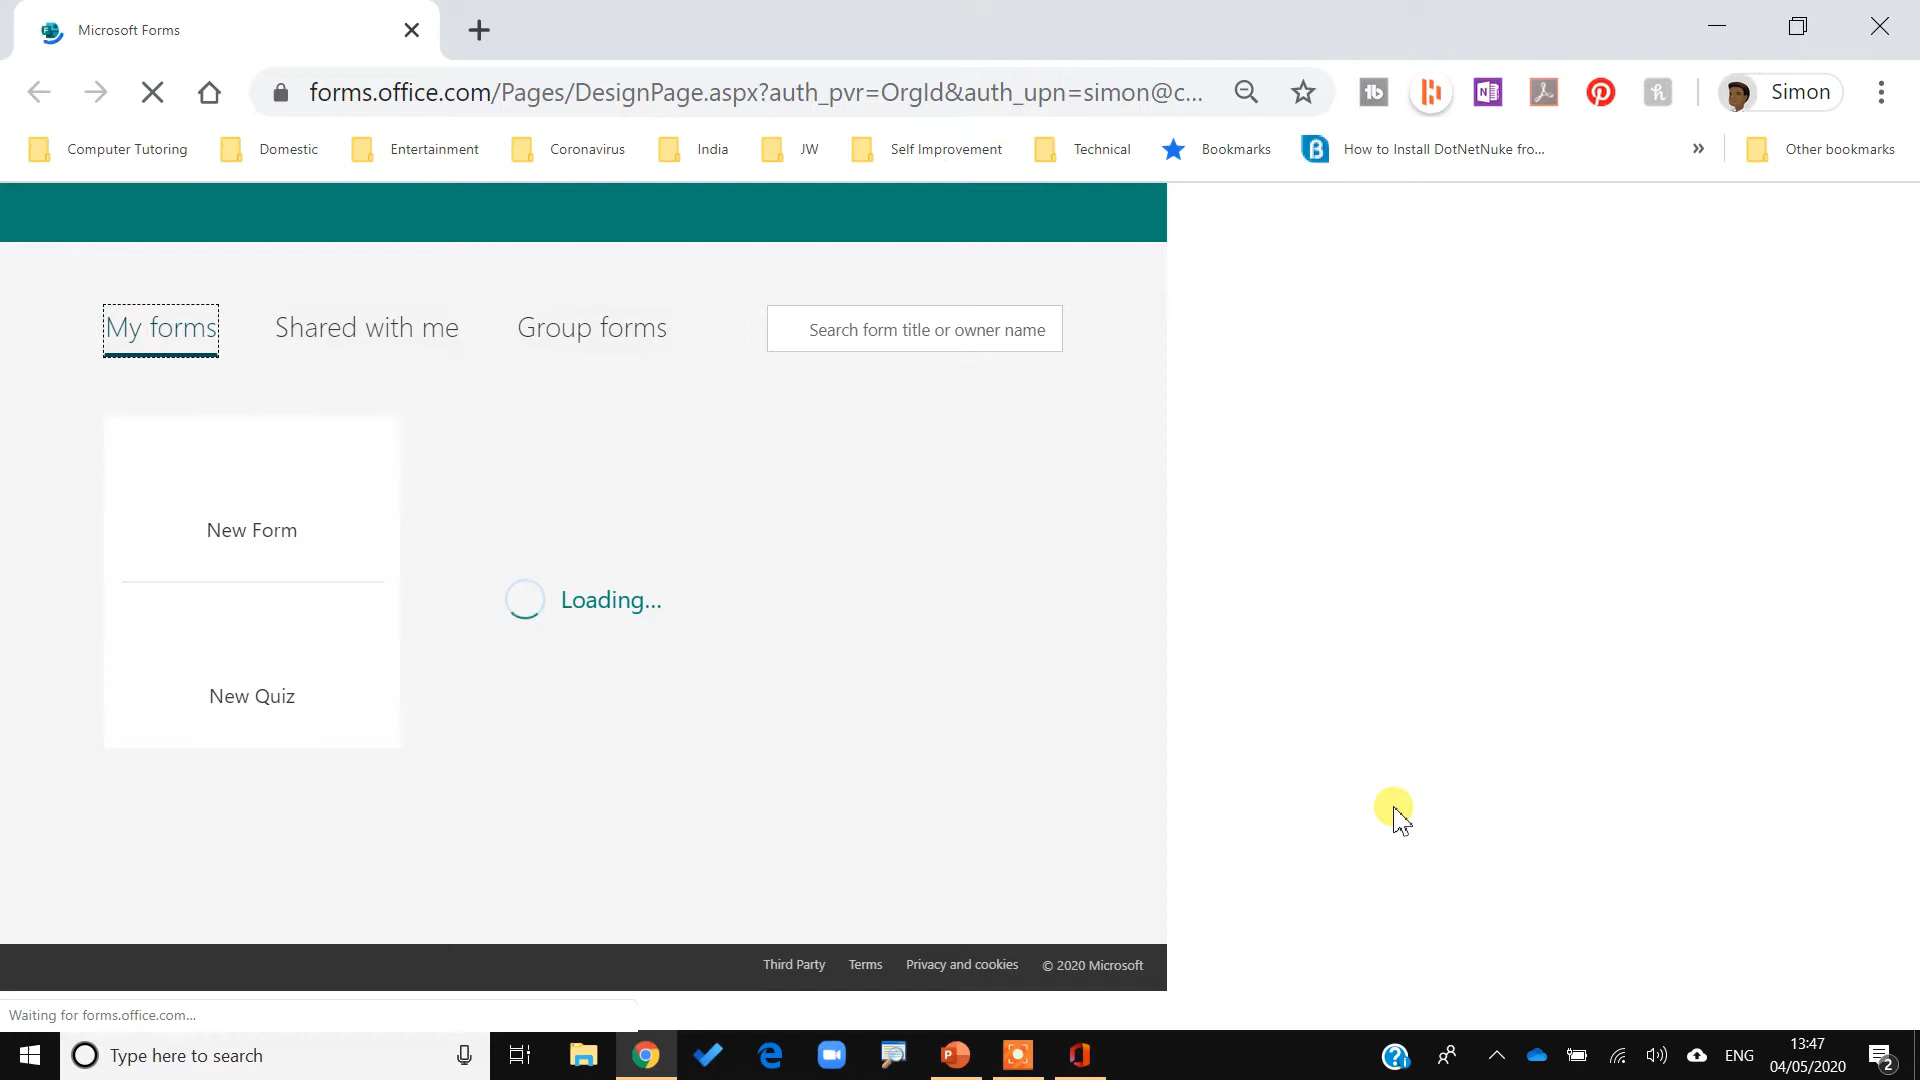 Microsoft Forms
forms.office.com/Pages/DesignPage.aspx?auth_pvr=OrgId&auth_upn=simon@c...
Simon
Computer Tutoring
Domestic
Entertainment
Coronavirus
India
JW
Self Improvement
Technical
Bookmarks
How to Install DotNetNuke fro...
Other bookmarks
My forms
Shared with me
Group forms
Search form title or owner name
New Form
Loading...
New Quiz
Third Party
Terms
Privacy and cookies
© 2020 Microsoft
Waiting for forms.office.com...
Type here to search
ENG
13:47
04/05/2020
2